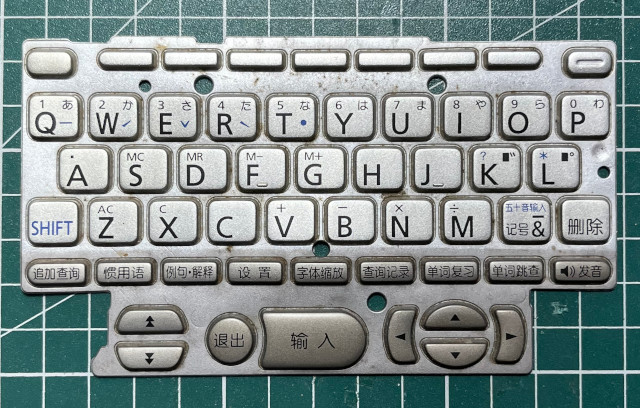 1 あ 2 か 3 さ 4 た 5 な 6 は 7 ま 8 や 9 ら 0 わ
Q W E R T Y U I O P
MC MR M- M+ ? *
A S D F G H J K L
AC C + − × ÷ 五十音输入
SHIFT Z X C V B N M 记号 & 删除
追加查询 惯用语 例句·解释 设置 字体缩放 查询记录 单词复习 单词跳查 发音
退出 输入